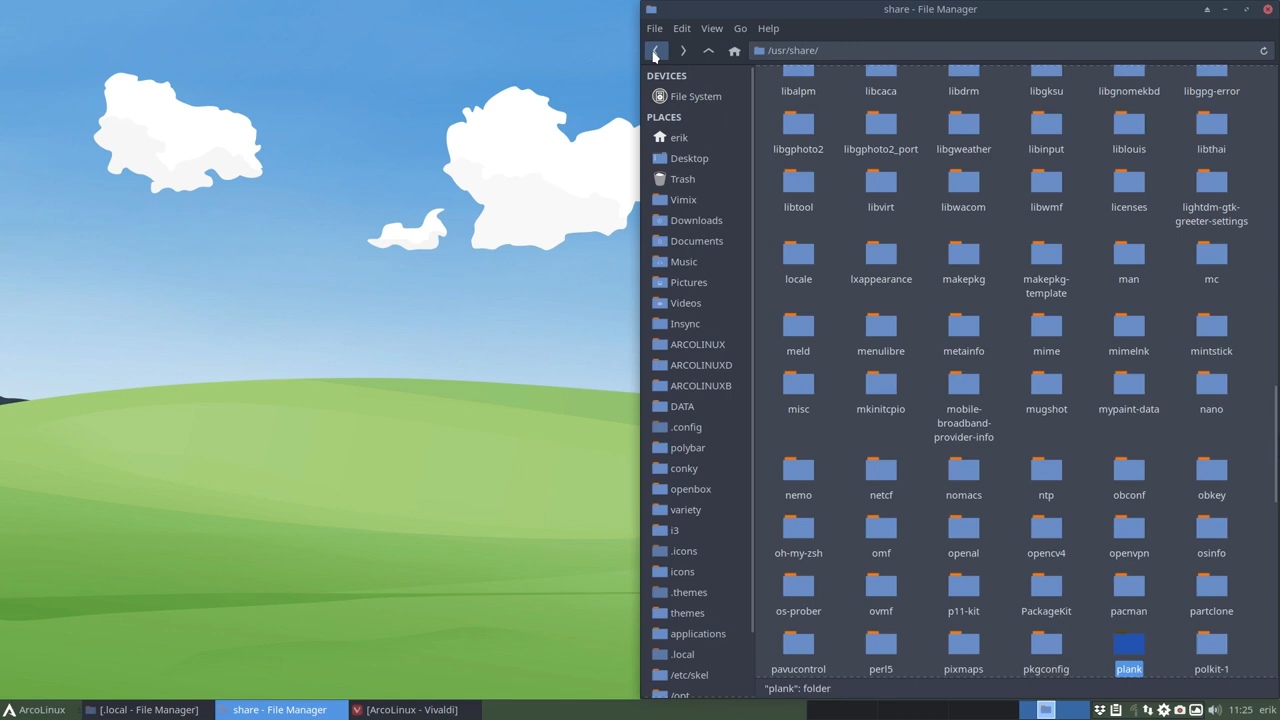 share - File Manager
File Edit View Go Help
/usr/share/
DEVICES
File System
PLACES
erik
Desktop
Trash
Vimix
Downloads
Documents
Music
Pictures
Videos
Insync
ARCOLINUX
ARCOLINUXD
ARCOLINUXB
DATA
.config
polybar
conky
openbox
variety
i3
.icons
icons
.themes
themes
applications
.local
/etc/skel
/opt
libalpm libcaca libdrm libgksu libgnomekbd libgpg-error
libgphoto2 libgphoto2_port libgweather libinput liblouis libthai
libtool libvirt libwacom libwmf licenses lightdm-gtk-
greeter-settings
locale lxappearance makepkg makepkg-
template man mc
meld menulibre metainfo mime mimelnk mintstick
misc mkinitcpio mobile-
broadband-
provider-info mugshot mypaint-data nano
nemo netcf nomacs ntp obconf obkey
oh-my-zsh omf openal opencv4 openvpn osinfo
os-prober ovmf p11-kit PackageKit pacman partclone
pavucontrol perl5 pixmaps pkgconfig plank polkit-1
"plank": folder
ArcoLinux [.local - File Manager] share - File Manager [ArcoLinux - Vivaldi] 11:25 erik